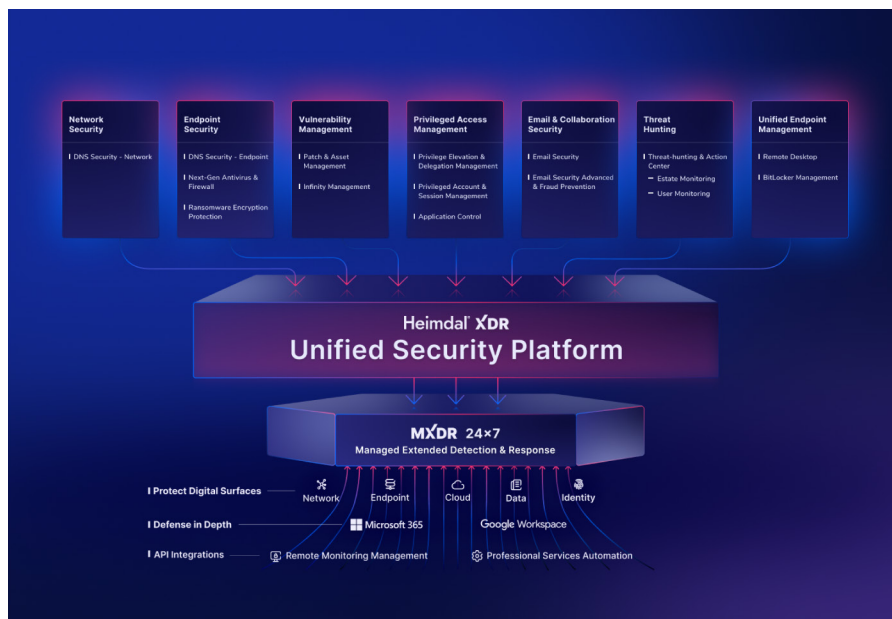 Network
Security
DNS Security - Network
Endpoint
Security
DNS Security - Endpoint
Next-Gen Antivirus &
Firewall
Ransomware Encryption
Protection
Vulnerability
Management
Patch & Asset
Management
Infinity Management
Privileged Access
Management
Privilege Elevation &
Delegation Management
Privileged Account &
Session Management
Application Control
Email & Collaboration
Security
Email Security
Email Security Advanced
& Fraud Prevention
Threat
Hunting
Threat-hunting & Action
Center
Estate Monitoring
User Monitoring
Unified Endpoint
Management
Remote Desktop
BitLocker Management
Heimdal® XDR
Unified Security Platform
MXDR 24×7
Managed Extended Detection & Response
Protect Digital Surfaces
Network
Endpoint
Cloud
Data
Identity
Defense in Depth
Microsoft 365
Google Workspace
API Integrations
Remote Monitoring Management
Professional Services Automation